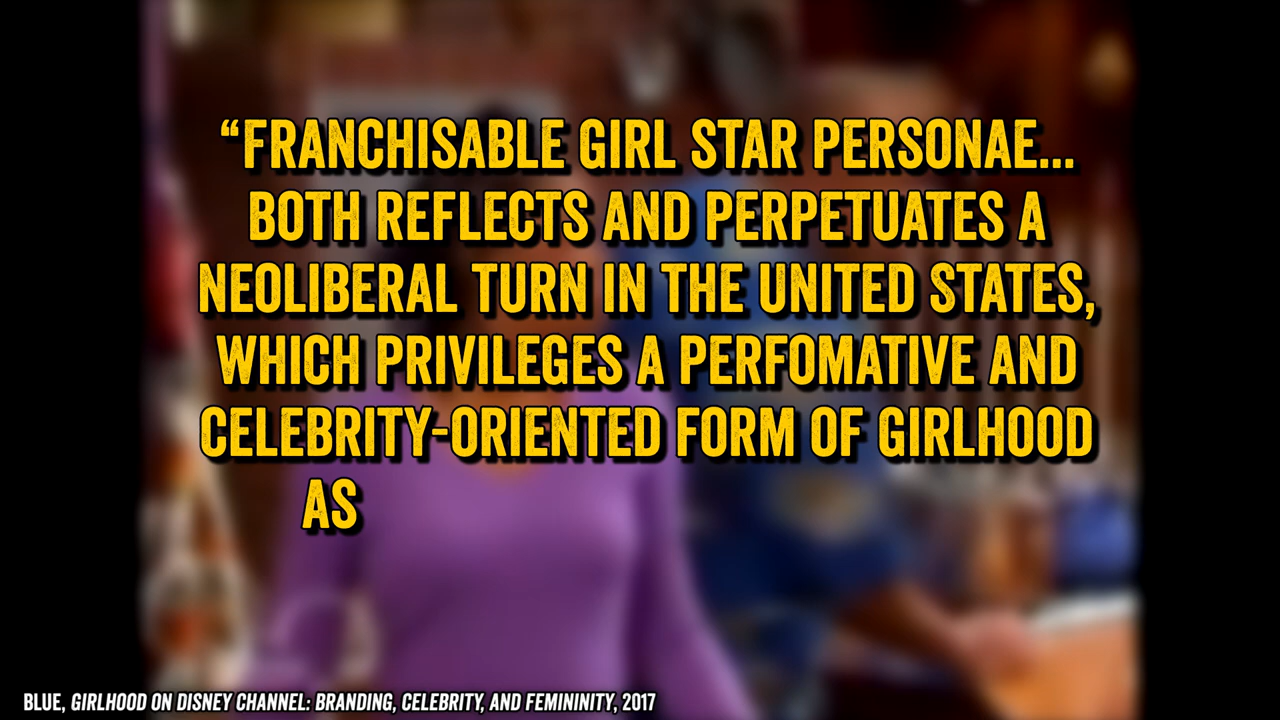 “FRANCHISABLE GIRL STAR PERSONAE...
BOTH REFLECTS AND PERPETUATES A
NEOLIBERAL TURN IN THE UNITED STATES,
WHICH PRIVILEGES A PERFOMATIVE AND
CELEBRITY-ORIENTED FORM OF GIRLHOOD
AS
BLUE, GIRLHOOD ON DISNEY CHANNEL: BRANDING, CELEBRITY, AND FEMININITY, 2017